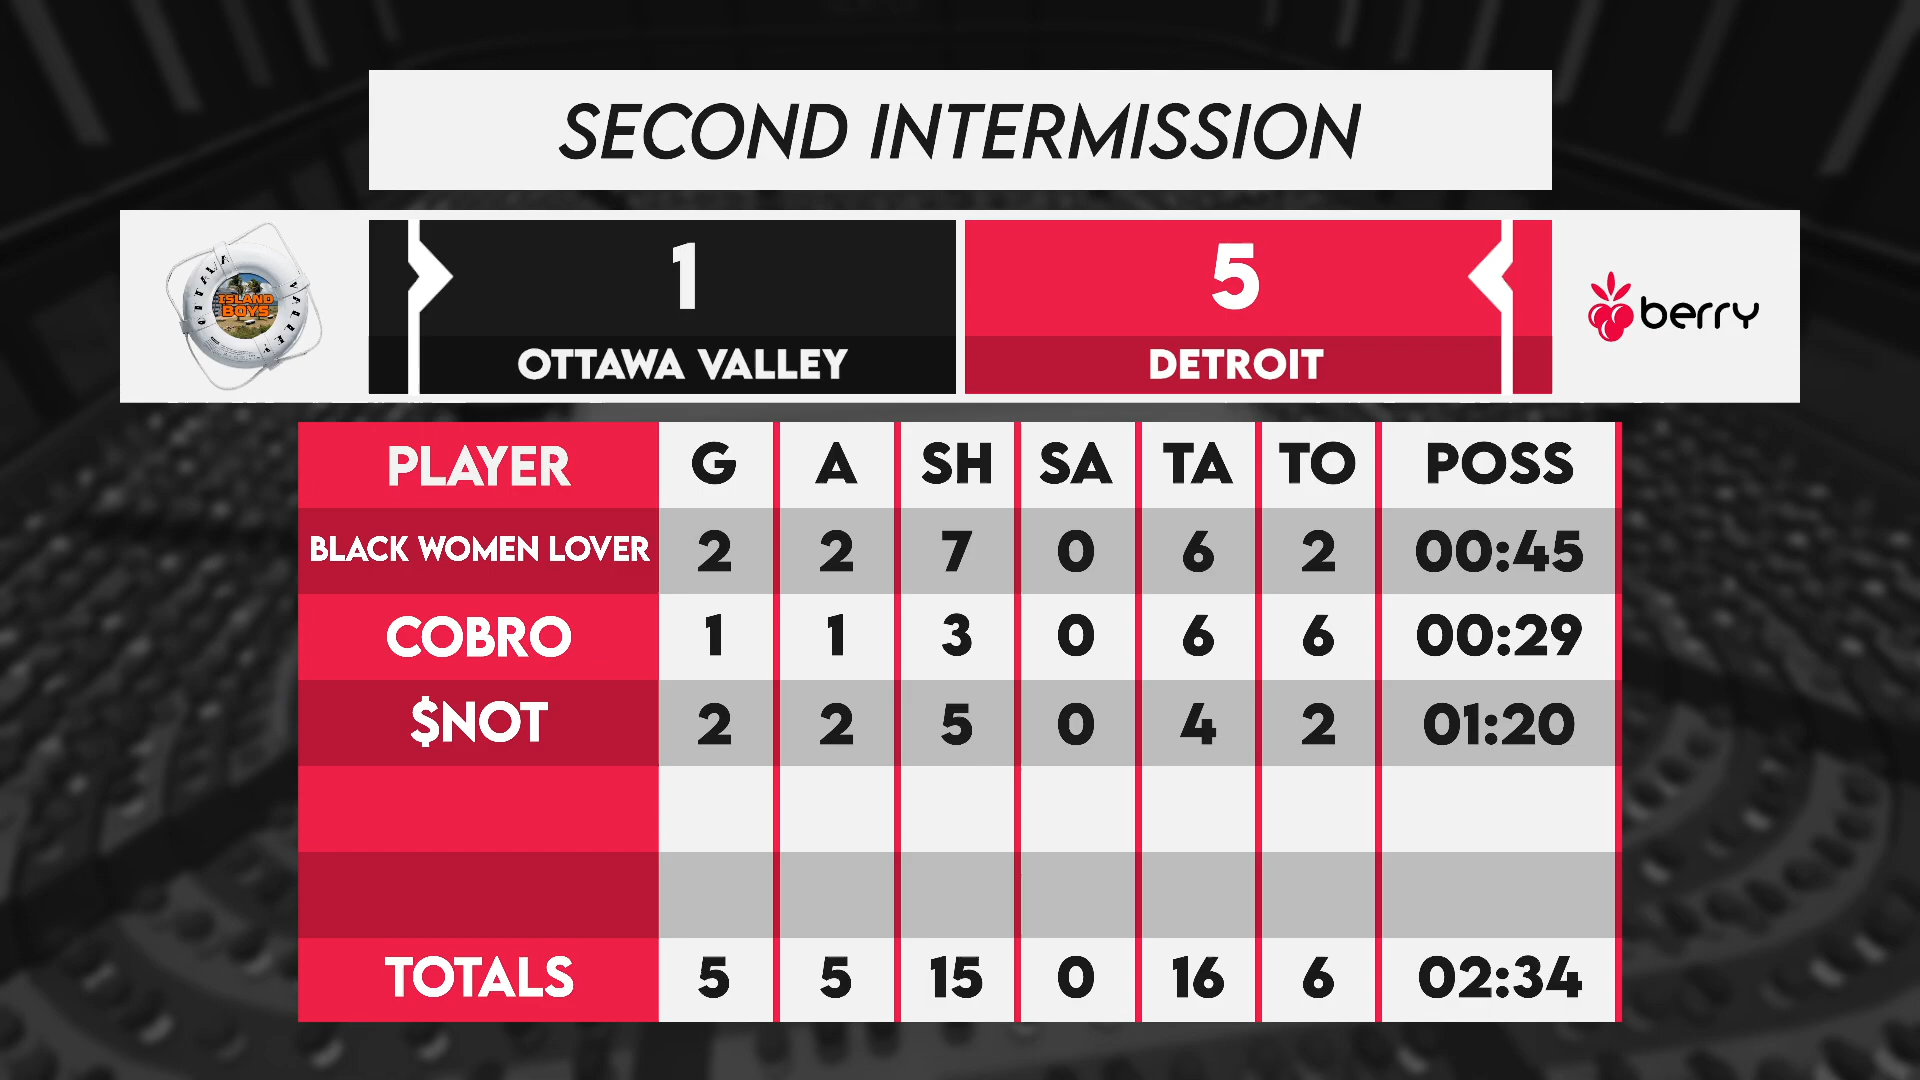 SECOND INTERMISSION
ISLAND
BOYS
1
OTTAWA VALLEY
5
DETROIT
berry
PLAYER G A SH SA TA TO POSS
BLACK WOMEN LOVER 2 2 7 0 6 2 00:45
COBRO 1 1 3 0 6 6 00:29
$NOT 2 2 5 0 4 2 01:20
TOTALS 5 5 15 0 16 6 02:34